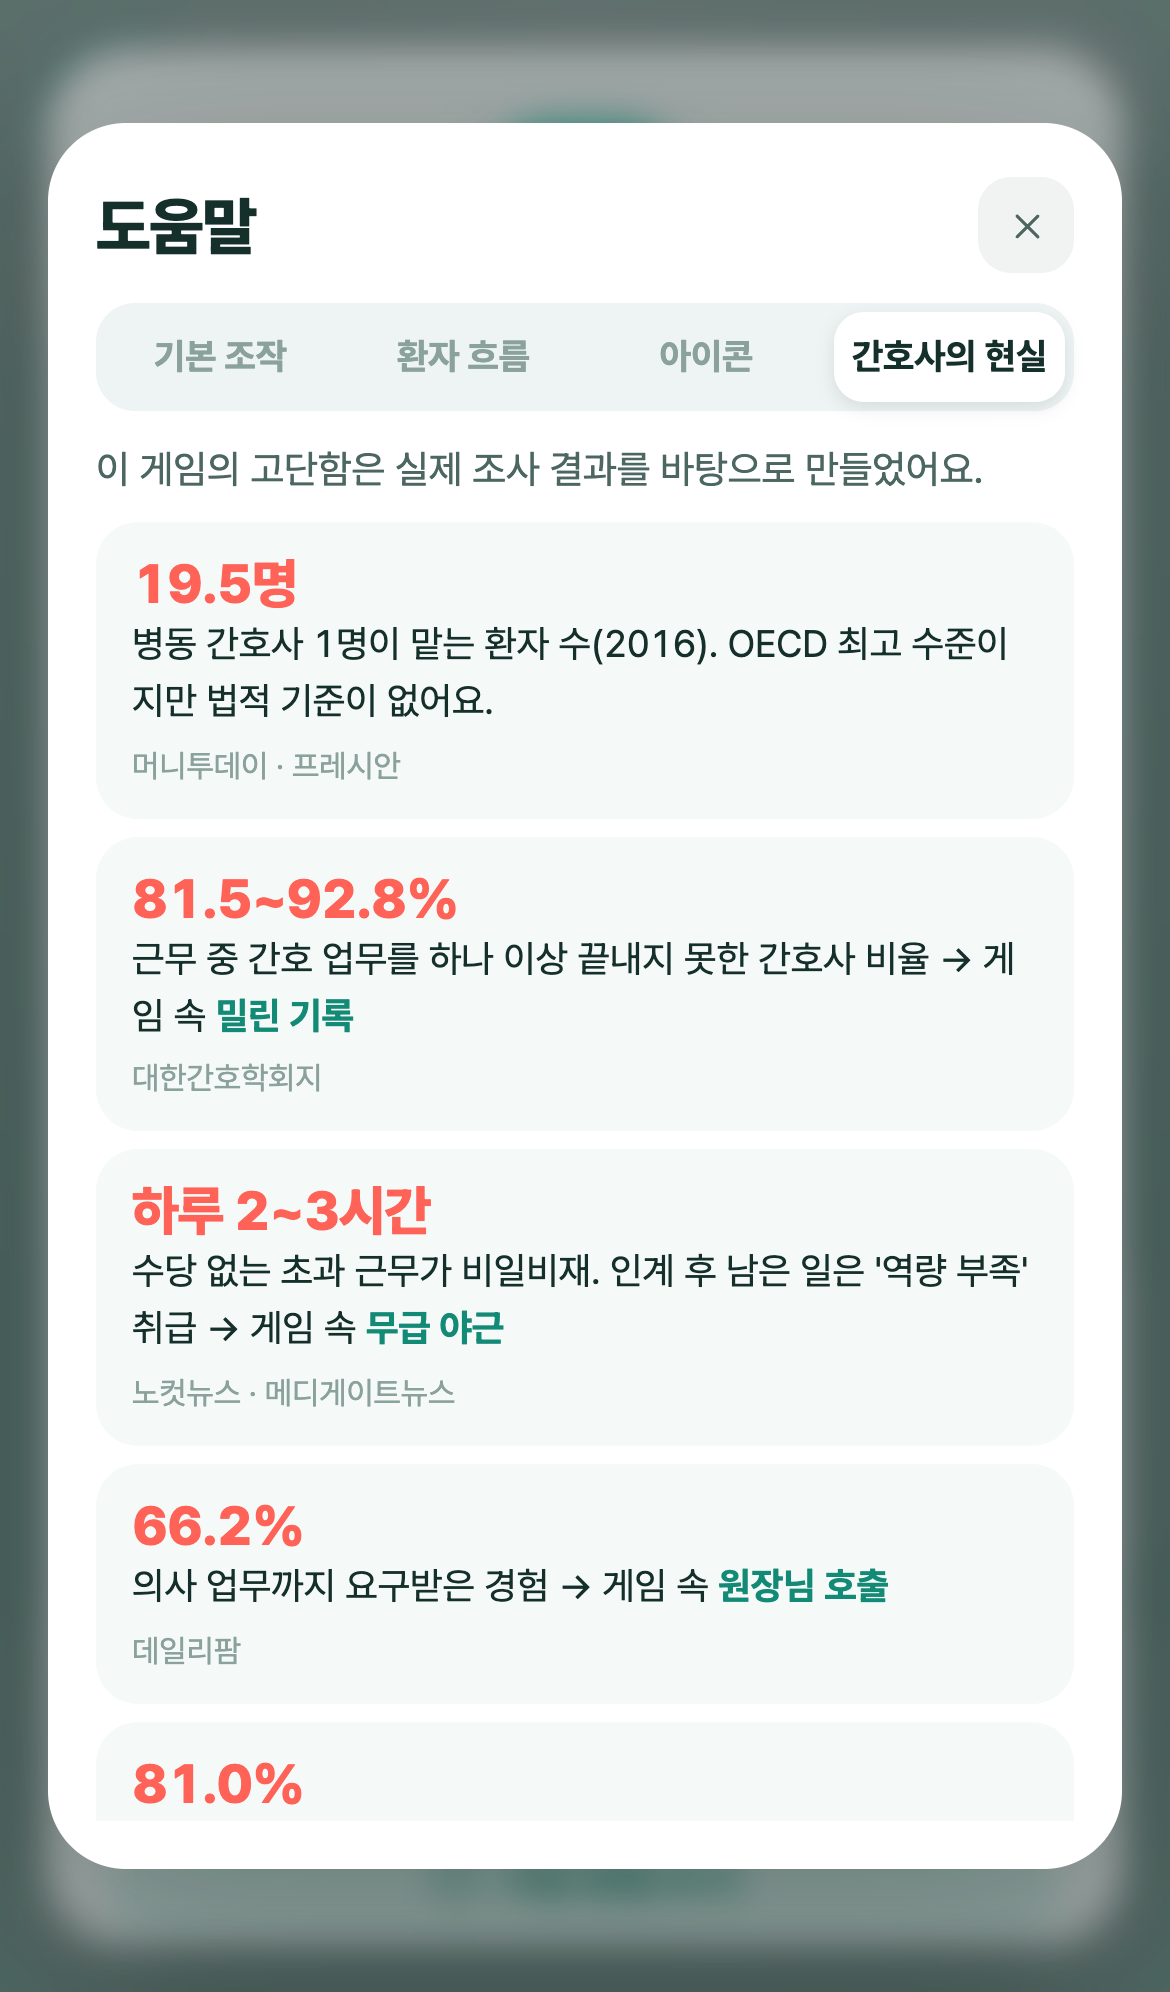 도움말
기본 조작 환자 흐름 아이콘 간호사의 현실
이 게임의 고단함은 실제 조사 결과를 바탕으로 만들었어요.
19.5명
병동 간호사 1명이 맡는 환자 수(2016). OECD 최고 수준이
지만 법적 기준이 없어요.
머니투데이 · 프레시안
81.5~92.8%
근무 중 간호 업무를 하나 이상 끝내지 못한 간호사 비율 → 게
임 속 밀린 기록
대한간호학회지
하루 2~3시간
수당 없는 초과 근무가 비일비재. 인계 후 남은 일은 '역량 부족'
취급 → 게임 속 무급 야근
노컷뉴스 · 메디게이트뉴스
66.2%
의사 업무까지 요구받은 경험 → 게임 속 원장님 호출
데일리팜
81.0%